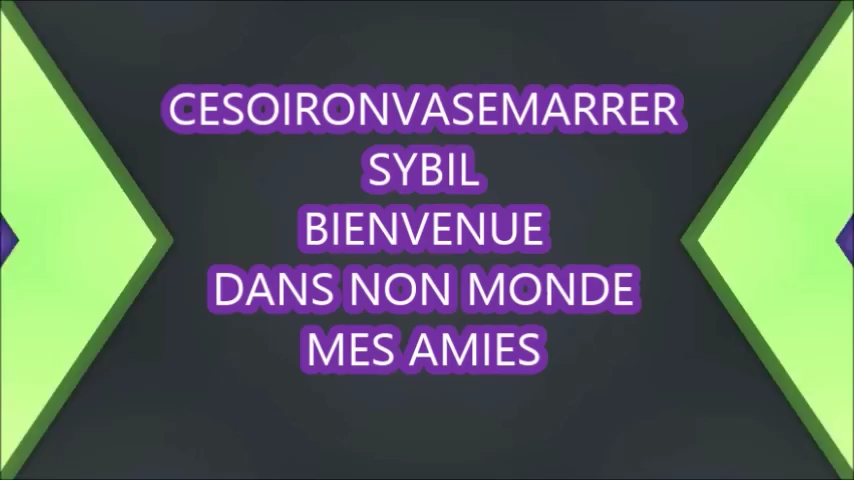 CESOIRONVASEMARRER
SYBIL
BIENVENUE
DANS NON MONDE
MES AMIES